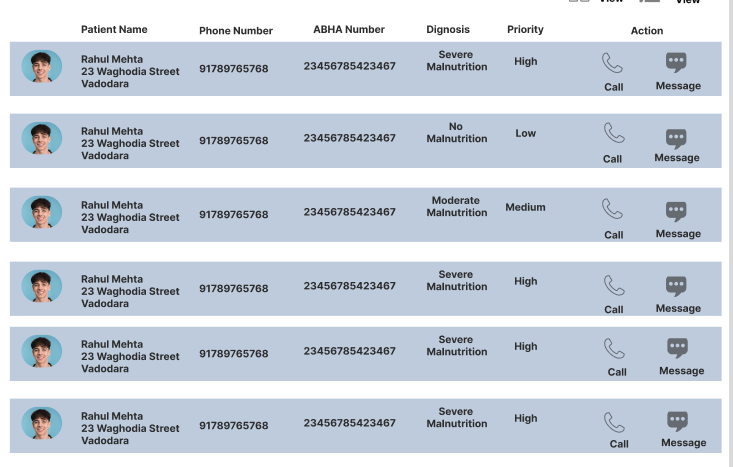 View View
Patient Name Phone Number ABHA Number Dignosis Priority Action
Rahul Mehta
23 Waghodia Street
Vadodara
91789765768
23456785423467
Severe
Malnutrition
High
Call
Message
Rahul Mehta
23 Waghodia Street
Vadodara
91789765768
23456785423467
No
Malnutrition
Low
Call
Message
Rahul Mehta
23 Waghodia Street
Vadodara
91789765768
23456785423467
Moderate
Malnutrition
Medium
Call
Message
Rahul Mehta
23 Waghodia Street
Vadodara
91789765768
23456785423467
Severe
Malnutrition
High
Call
Message
Rahul Mehta
23 Waghodia Street
Vadodara
91789765768
23456785423467
Severe
Malnutrition
High
Call
Message
Rahul Mehta
23 Waghodia Street
Vadodara
91789765768
23456785423467
Severe
Malnutrition
High
Call
Message